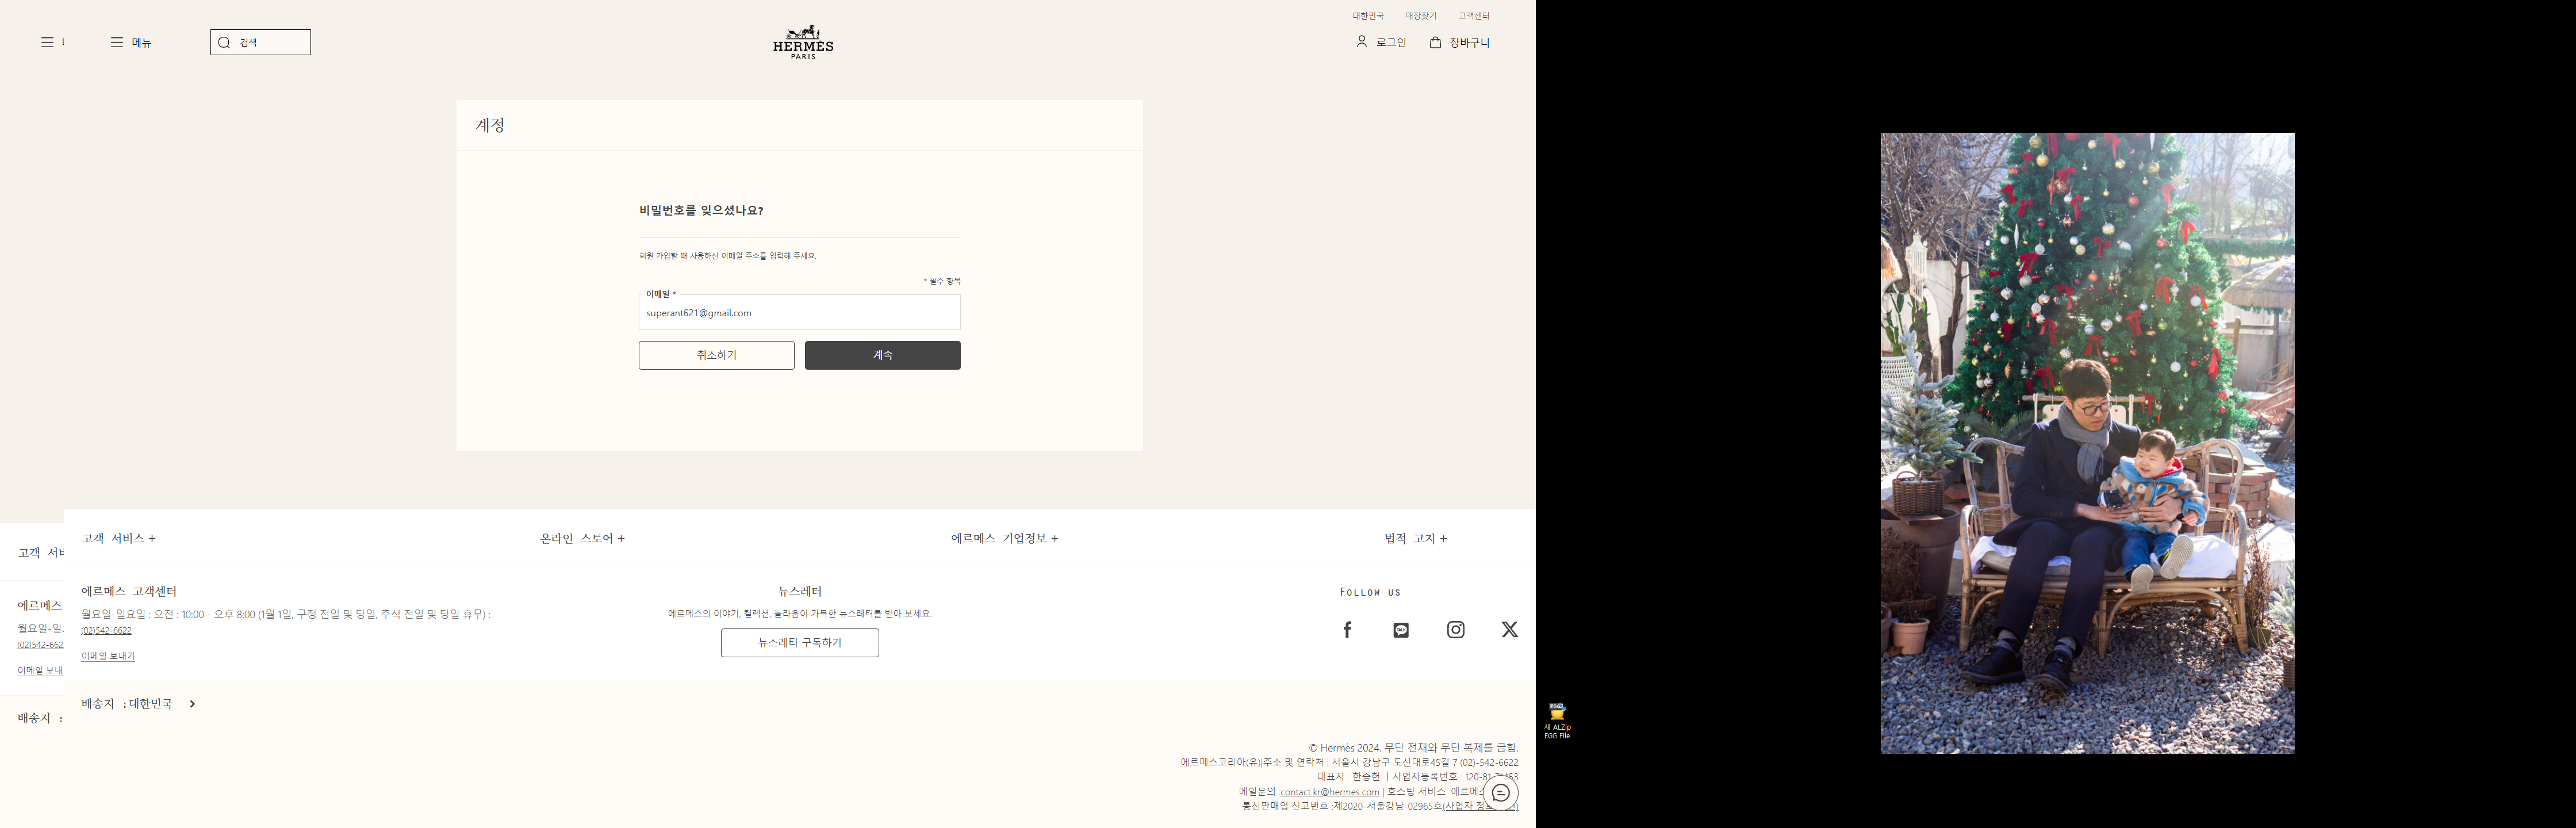 대한민국 매장찾기 고객센터
메뉴 검색 HERMÈS 로그인 장바구니
PARIS
계정
비밀번호를 잊으셨나요?
회원 가입할 때 사용하신 이메일 주소를 입력해 주세요.
* 필수 항목
이메일 *
superant621@gmail.com
취소하기 계속
고객 서비스 + 온라인 스토어 + 에르메스 기업정보 + 법적 고지 +
고객 서비
에르메스 고객센터 뉴스레터 FOLLOW US
에르메스
월요일-일요일 : 오전 : 10:00 - 오후 8:00 (1월 1일, 구정 전일 및 당일, 추석 전일 및 당일 휴무) : 에르메스의 이야기, 컬렉션, 놀라움이 가득한 뉴스레터를 받아 보세요.
월요일-일
(02)542-6622
(02)542-662
뉴스레터 구독하기
이메일 보내기
이메일 보내
배송지 : 대한민국
배송지 :
새 ALZip
EGG File
© Hermès 2024. 무단 전재와 무단 복제를 금함.
에르메스코리아(유)|주소 및 연락처 : 서울시 강남구 도산대로45길 7 (02)-542-6622
대표자 : 한승헌 | 사업자등록번호 : 120-81-71453
메일문의 :contact.kr@hermes.com | 호스팅 서비스: 에르메
통신판매업 신고번호 :제2020-서울강남-02965호(사업자 정